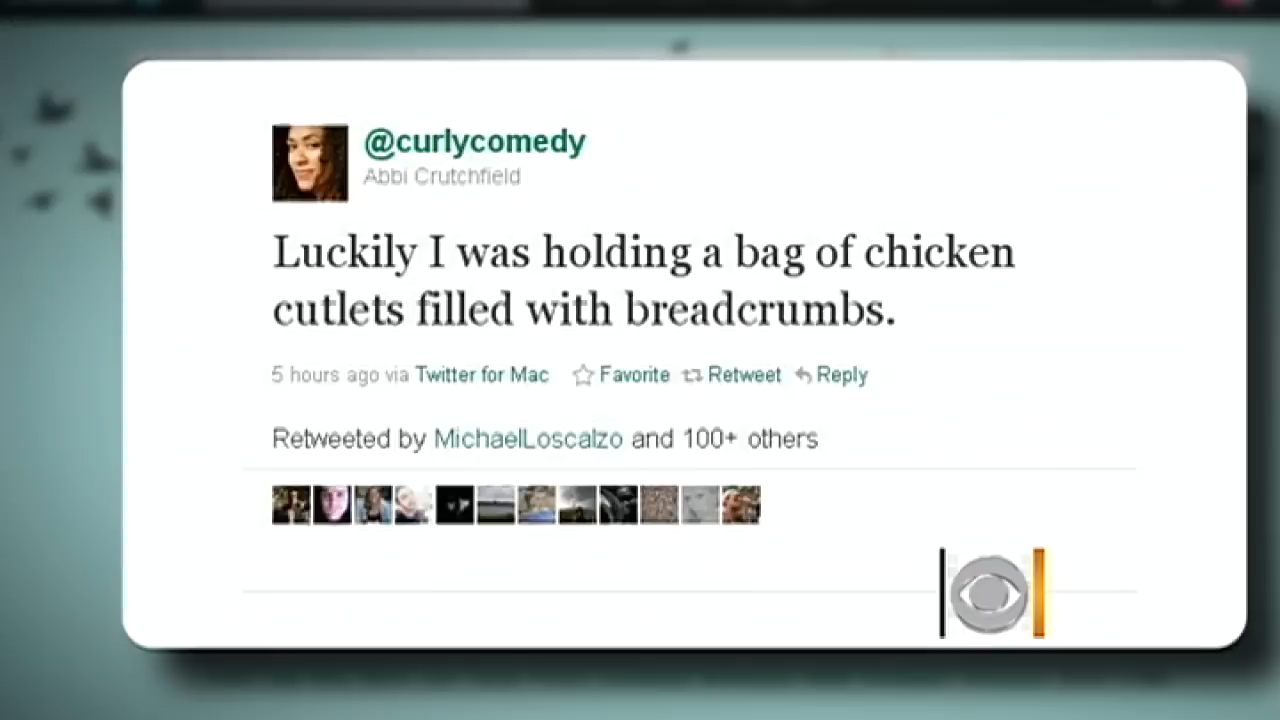 @curlycomedy
Abbi Crutchfield
Luckily I was holding a bag of chicken
cutlets filled with breadcrumbs.
5 hours ago via Twitter for Mac Favorite Retweet Reply
Retweeted by MichaelLoscalzo and 100+ others